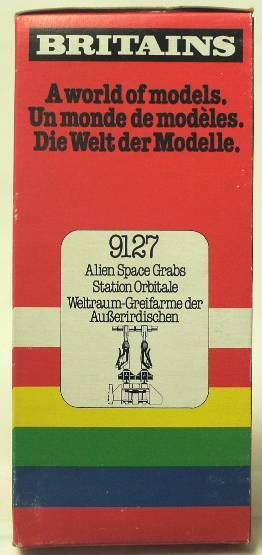 BRITAINS
A world of models.
Un monde de modèles.
Die Welt der Modelle.
9127
Alien Space Grabs
Station Orbitale
Weltraum-Greifarme der
Außerirdischen